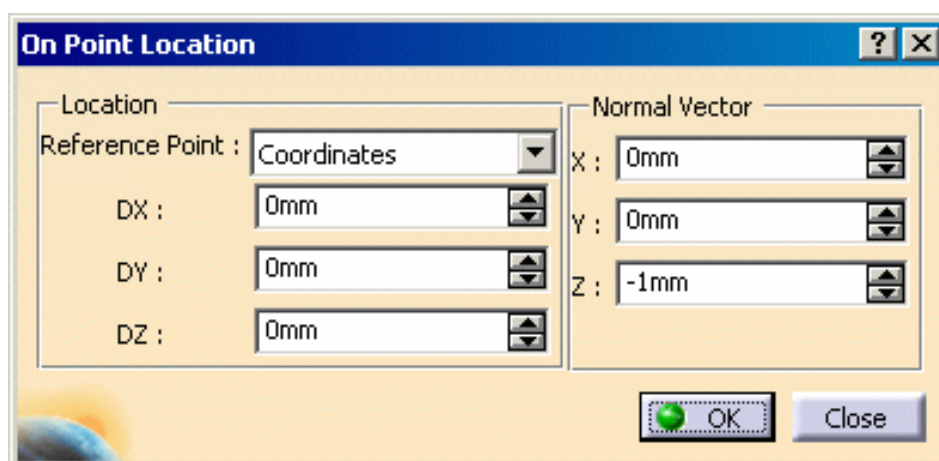 On Point Location
? X
Location
Reference Point : Coordinates
DX : 0mm
DY : 0mm
DZ : 0mm
Normal Vector
X : 0mm
Y : 0mm
Z : -1mm
OK Close